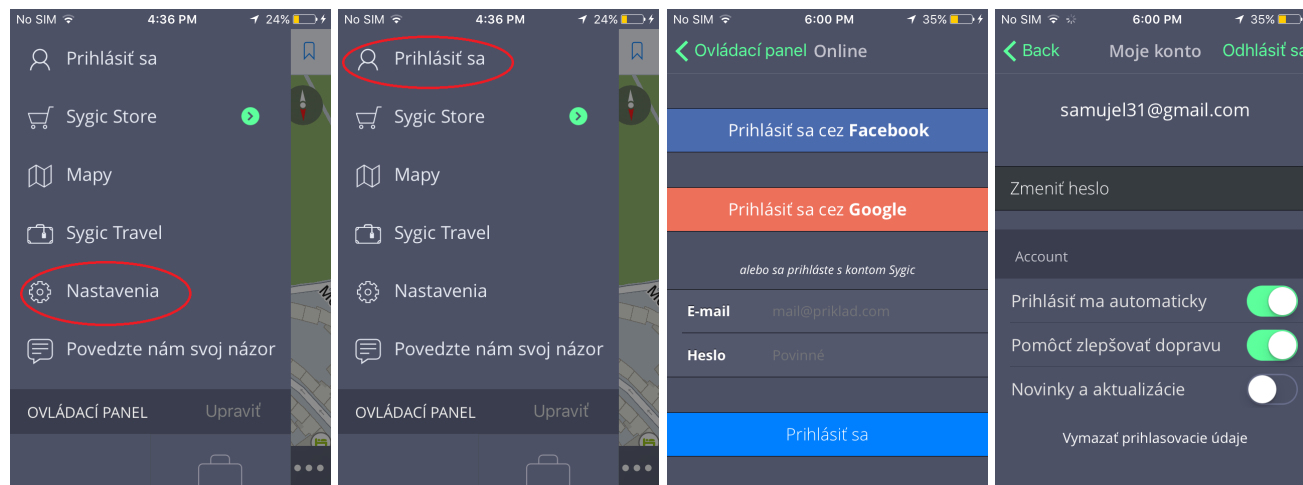 No SIM 4:36 PM 24%
Prihlásiť sa
Sygic Store
Mapy
Sygic Travel
Nastavenia
Povedzte nám svoj názor
OVLÁDACÍ PANEL Upraviť
No SIM 4:36 PM 24%
Prihlásiť sa
Sygic Store
Mapy
Sygic Travel
Nastavenia
Povedzte nám svoj názor
OVLÁDACÍ PANEL Upraviť
No SIM 6:00 PM 35%
Ovládací panel Online
Prihlásiť sa cez Facebook
Prihlásiť sa cez Google
alebo sa prihláste s kontom Sygic
E-mail mail@priklad.com
Heslo Povinné
Prihlásiť sa
No SIM 6:00 PM 35%
Back Moje konto Odhlásiť sa
samujel31@gmail.com
Zmeniť heslo
Account
Prihlásiť ma automaticky
Pomôcť zlepšovať dopravu
Novinky a aktualizácie
Vymazať prihlasovacie údaje